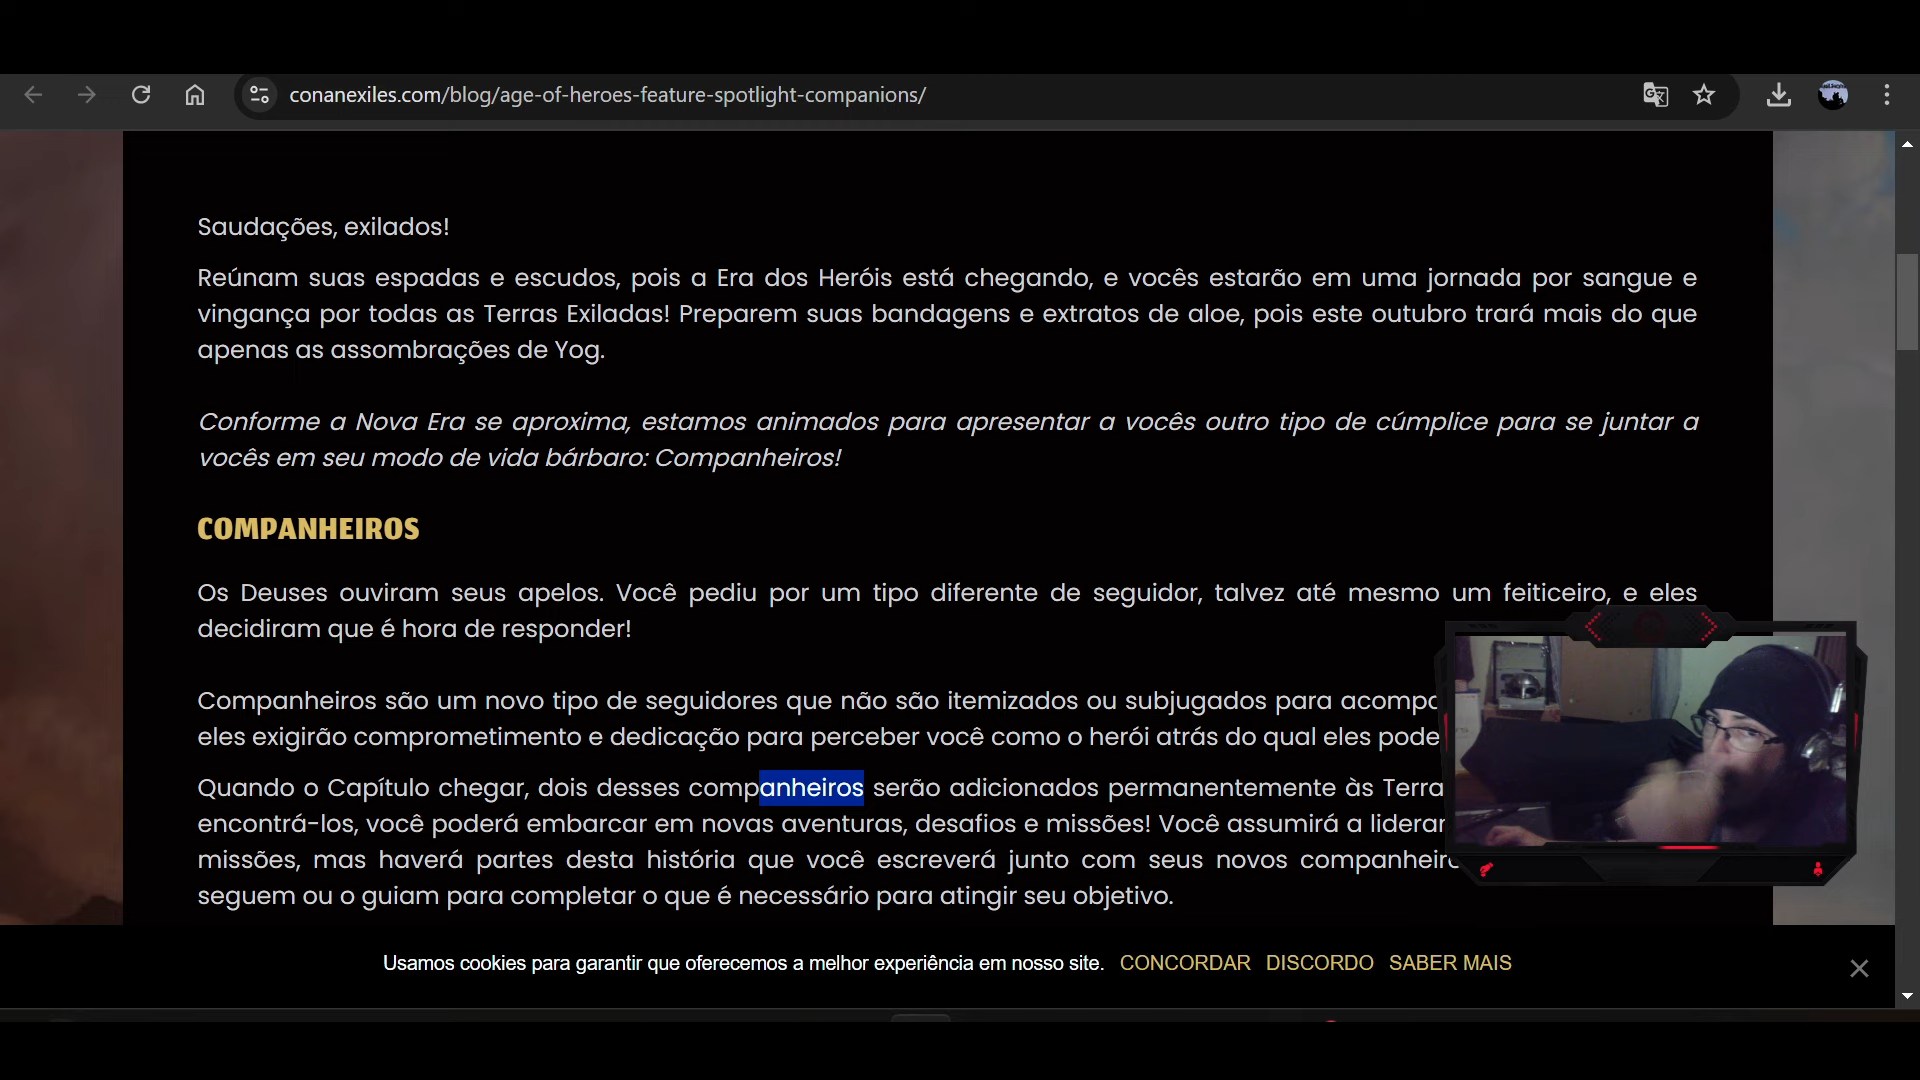 conanexiles.com/blog/age-of-heroes-feature-spotlight-companions/
Saudações, exilados!
Reúnam suas espadas e escudos, pois a Era dos Heróis está chegando, e vocês estarão em uma jornada por sangue e
vingança por todas as Terras Exiladas! Preparem suas bandagens e extratos de aloe, pois este outubro trará mais do que
apenas as assombrações de Yog.
Conforme a Nova Era se aproxima, estamos animados para apresentar a vocês outro tipo de cúmplice para se juntar a
vocês em seu modo de vida bárbaro: Companheiros!
COMPANHEIROS
Os Deuses ouviram seus apelos. Você pediu por um tipo diferente de seguidor, talvez até mesmo um feiticeiro, e eles
decidiram que é hora de responder!
Companheiros são um novo tipo de seguidores que não são itemizados ou subjugados para
eles exigirão comprometimento e dedicação para perceber você como o herói atrás do qual eles
Quando o Capítulo chegar, dois desses companheiros serão adicionados permanentemente às
encontrá-los, você poderá embarcar em novas aventuras, desafios e missões! Você assumirá a
missões, mas haverá partes desta história que você escreverá junto com seus novos
seguem ou o guiam para completar o que é necessário para atingir seu objetivo.
Usamos cookies para garantir que oferecemos a melhor experiência em nosso site. CONCORDAR DISCORDO SABER MAIS